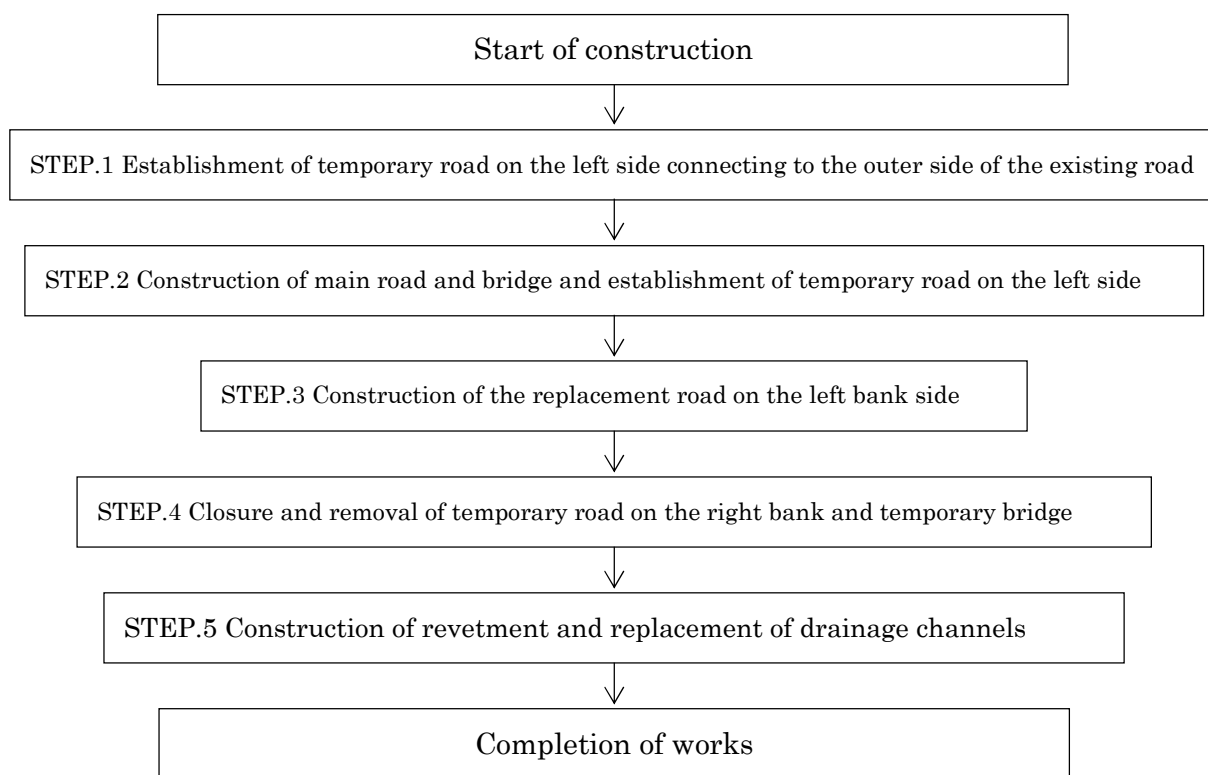 Start of construction
STEP.1 Establishment of temporary road on the left side connecting to the outer side of the existing road
STEP.2 Construction of main road and bridge and establishment of temporary road on the left side
STEP.3 Construction of the replacement road on the left bank side
STEP.4 Closure and removal of temporary road on the right bank and temporary bridge
STEP.5 Construction of revetment and replacement of drainage channels
Completion of works